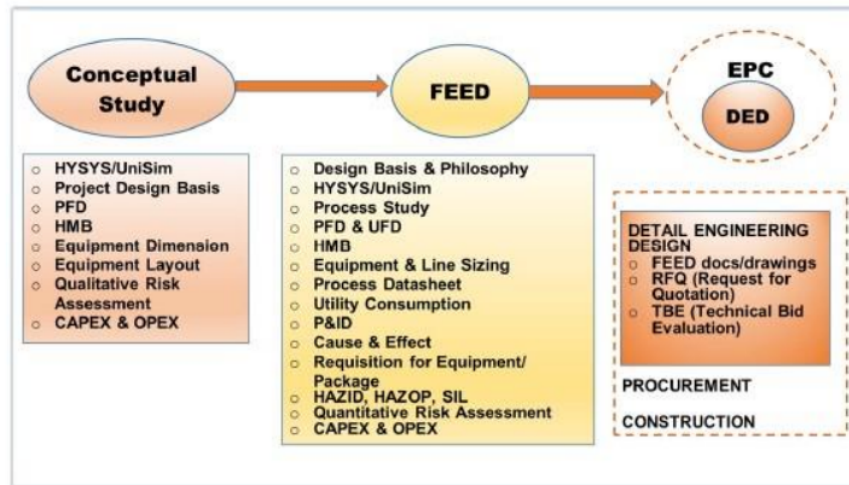 Conceptual
Study
FEED
EPC
DED
o HYSYS/UniSim
o Project Design Basis
o PFD
o HMB
o Equipment Dimension
o Equipment Layout
o Qualitative Risk
Assessment
o CAPEX & OPEX
o Design Basis & Philosophy
o HYSYS/UniSim
o Process Study
o PFD & UFD
o HMB
o Equipment & Line Sizing
o Process Datasheet
o Utility Consumption
o P&ID
o Cause & Effect
o Requisition for Equipment/
Package
o HAZID, HAZOP, SIL
o Quantitative Risk Assessment
o CAPEX & OPEX
DETAIL ENGINEERING
DESIGN
o FEED docs/drawings
o RFQ (Request for
Quotation)
o TBE (Technical Bid
Evaluation)
PROCUREMENT
CONSTRUCTION